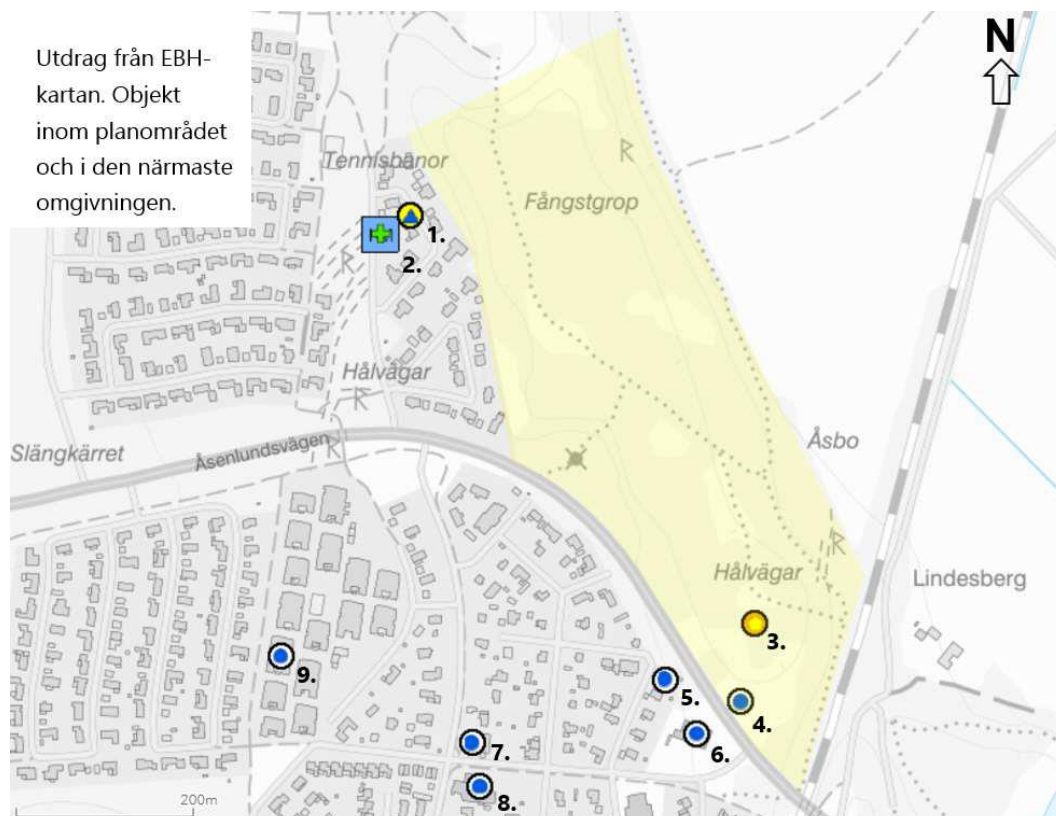 Utdrag från EBH-
kartan. Objekt
inom planområdet
och i den närmaste
omgivningen.
N
Tennisbanor
Fångstgrop
R
1.
2.
R
Hålvägar
R
Slängkärret
Åsenlundsvägen
R
Åsbo
R
Hålvägar
Lindesberg
3.
9.
5.
4.
7.
6.
8.
200m